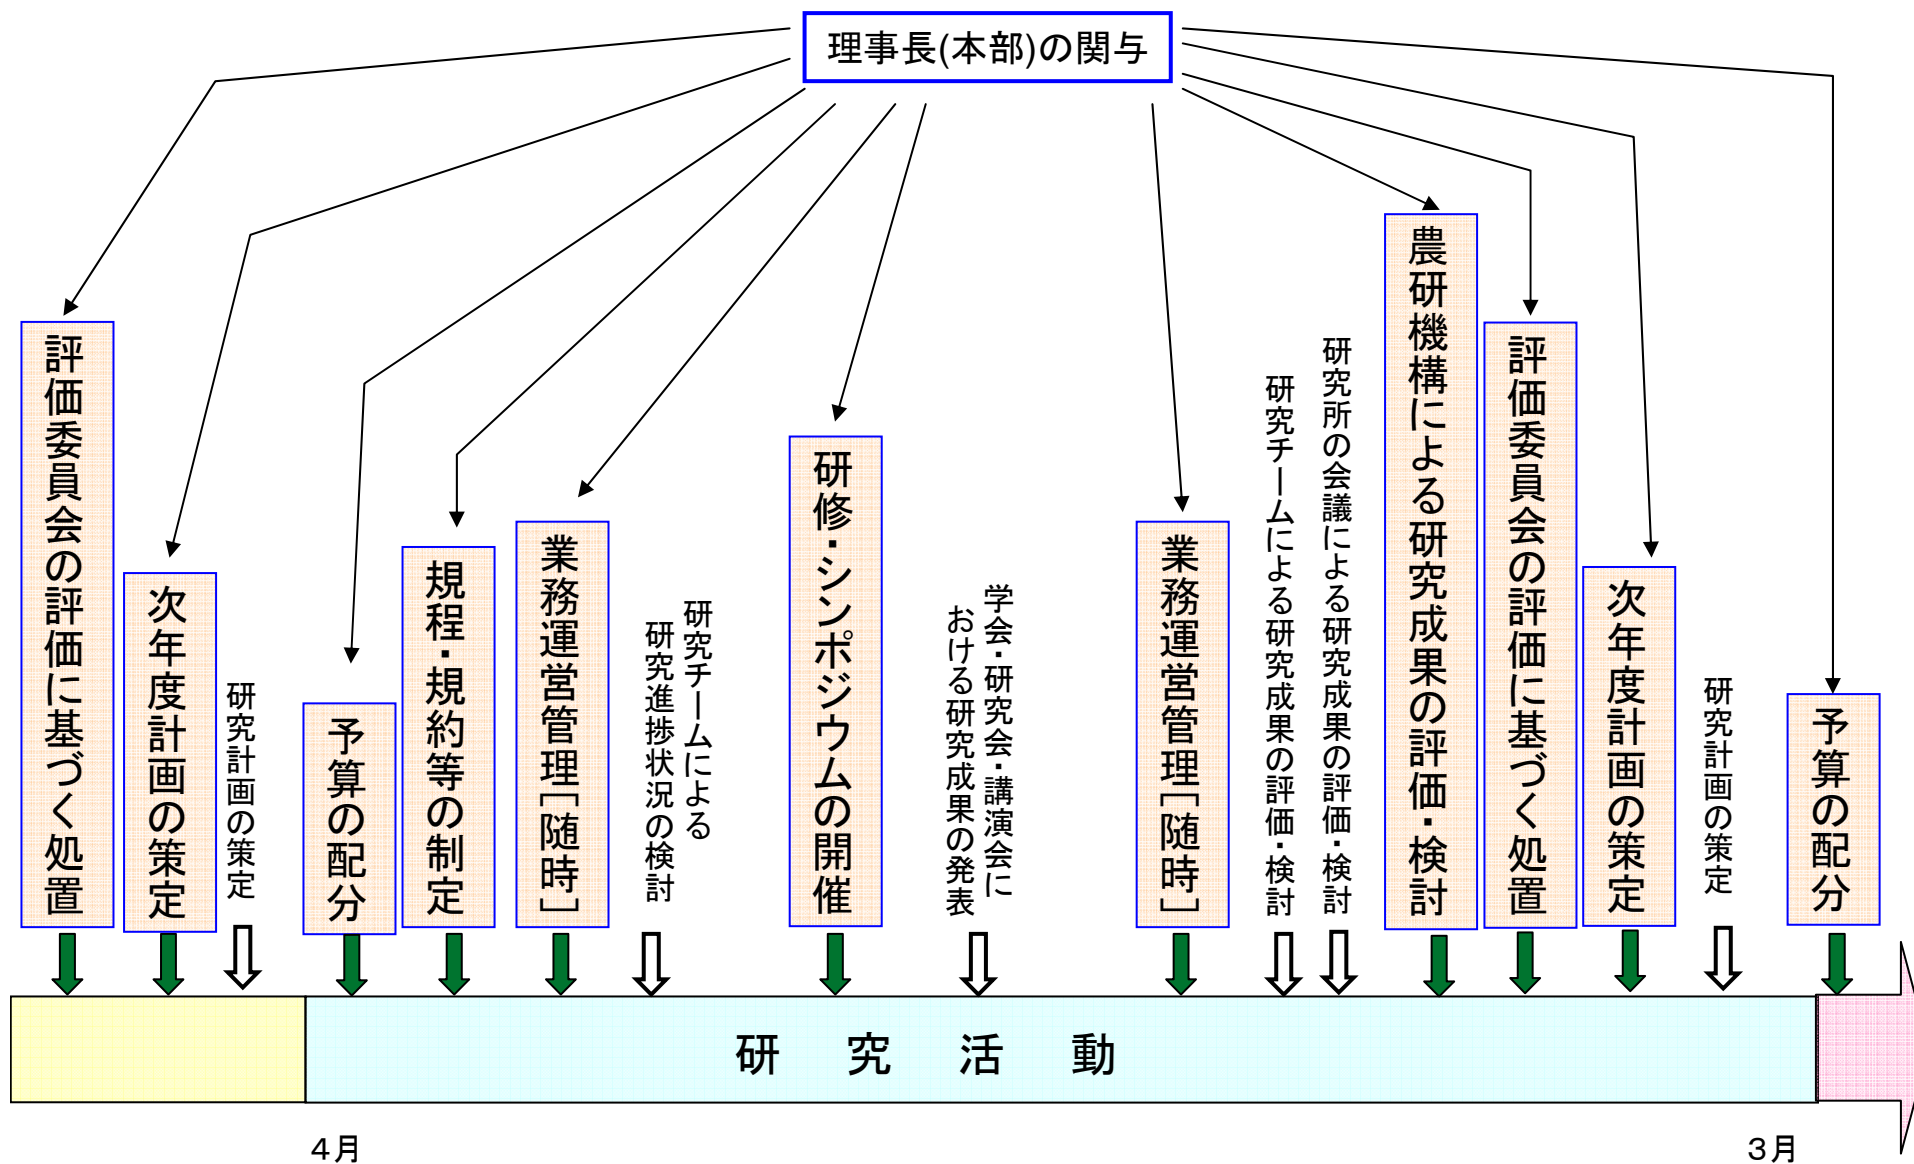 理事長(本部)の関与
評価委員会の評価に基づく処置
次年度計画の策定
研究計画の策定
予算の配分
規程・規約等の制定
業務運営管理[随時]
研究チームによる
研究進捗状況の検討
研修・シンポジウムの開催
学会・研究会・講演会に
おける研究成果の発表
業務運営管理[随時]
研究チームによる研究成果の評価・検討
研究所の会議による研究成果の評価・検討
農研機構による研究成果の評価・検討
評価委員会の評価に基づく処置
次年度計画の策定
研究計画の策定
予算の配分
研究活動
4月
3月